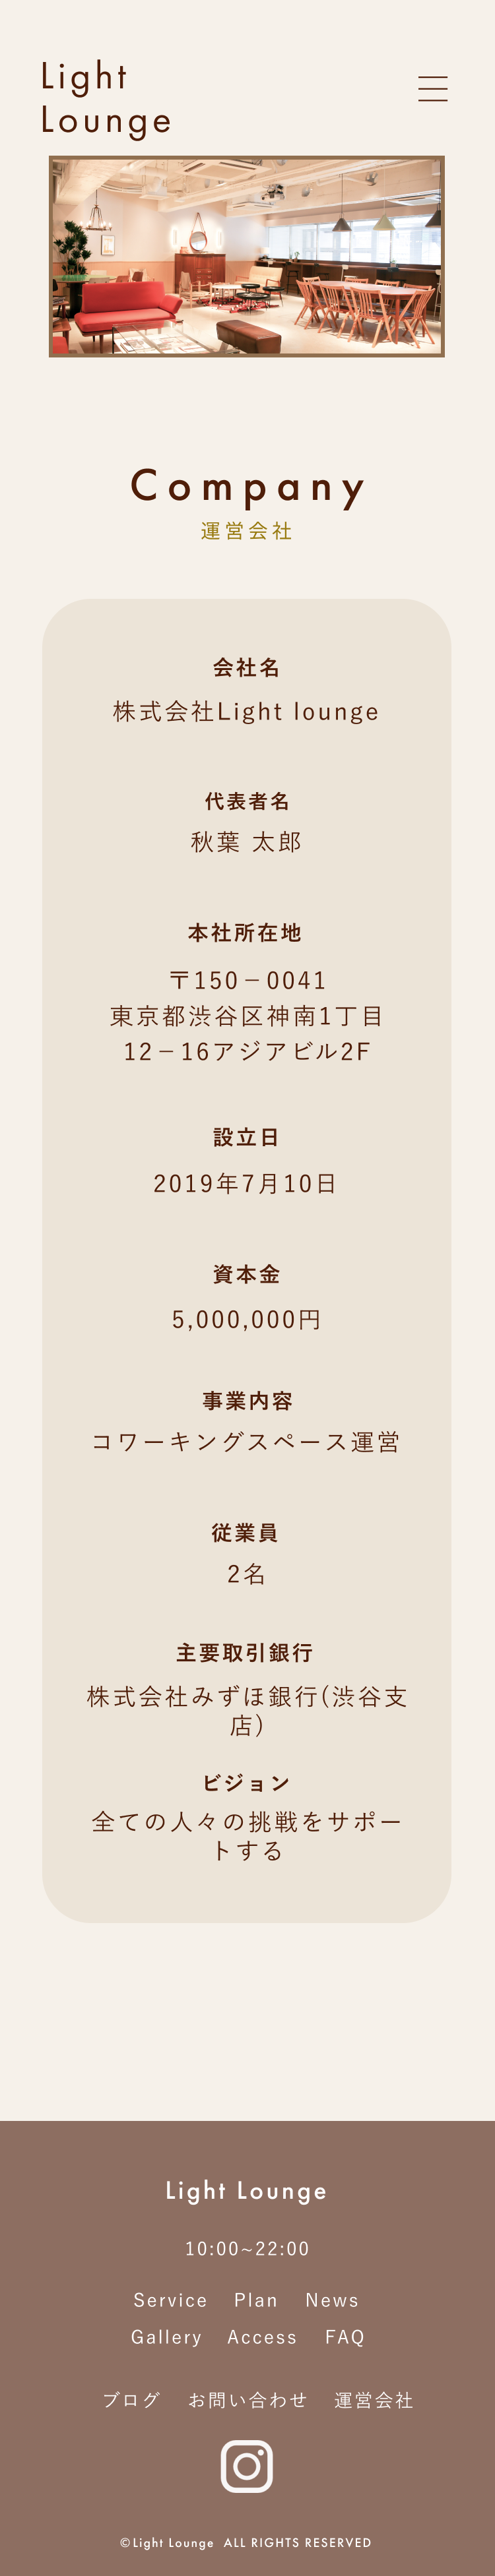 Light
Lounge
Company
運営会社
会社名
株式会社Light lounge
代表者名
秋葉 太郎
本社所在地
〒150－0041
東京都渋谷区神南1丁目
12－16アジアビル2F
設立日
2019年7月10日
資本金
5,000,000円
事業内容
コワーキングスペース運営
従業員
2名
主要取引銀行
株式会社みずほ銀行(渋谷支
店)
ビジョン
全ての人々の挑戦をサポー
トする
Light Lounge
10:00~22:00
Service Plan News
Gallery Access FAQ
ブログ お問い合わせ 運営会社
©Light Lounge ALL RIGHTS RESERVED